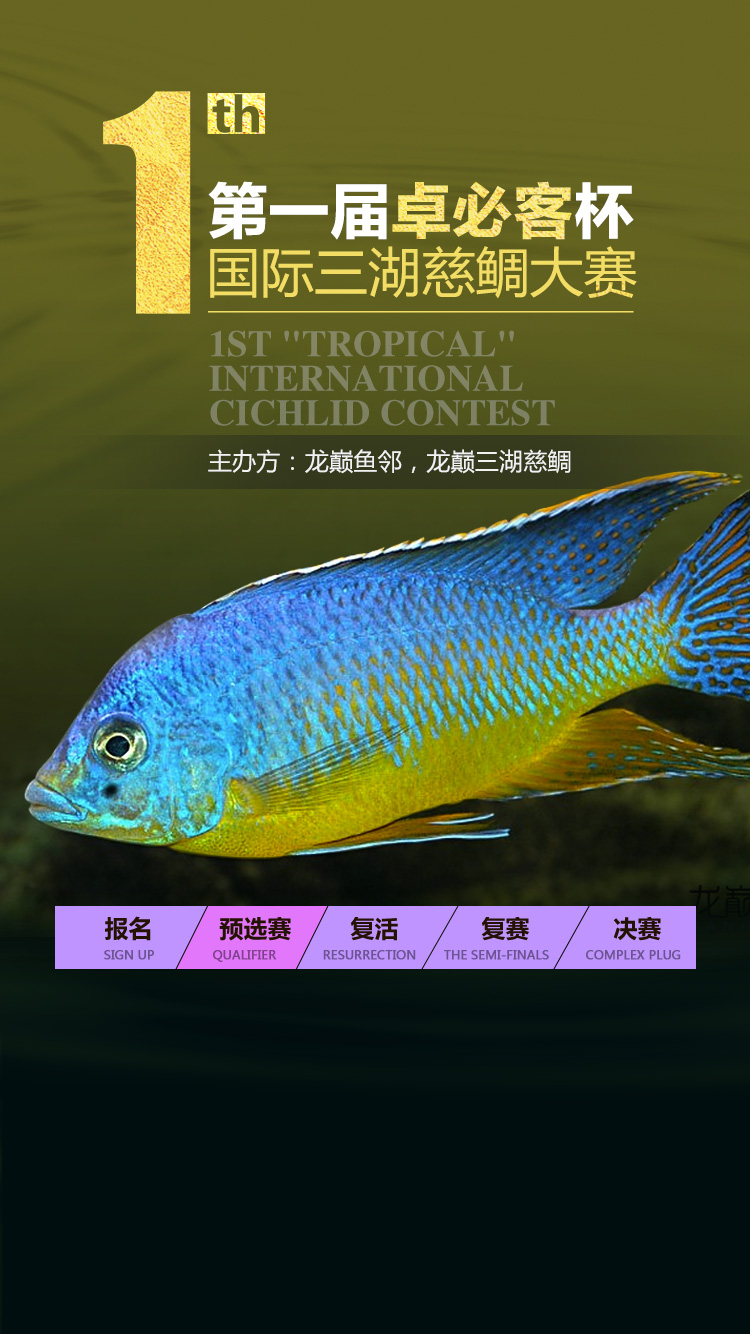 1th
第一届卓必客杯
国际三湖慈鲷大赛
1ST "TROPICAL"
INTERNATIONAL
CICHLID CONTEST
主办方：龙巅鱼邻，龙巅三湖慈鲷
龙巅
报名 预选赛 复活 复赛 决赛
SIGN UP QUALIFIER RESURRECTION THE SEMI-FINALS COMPLEX PLUG